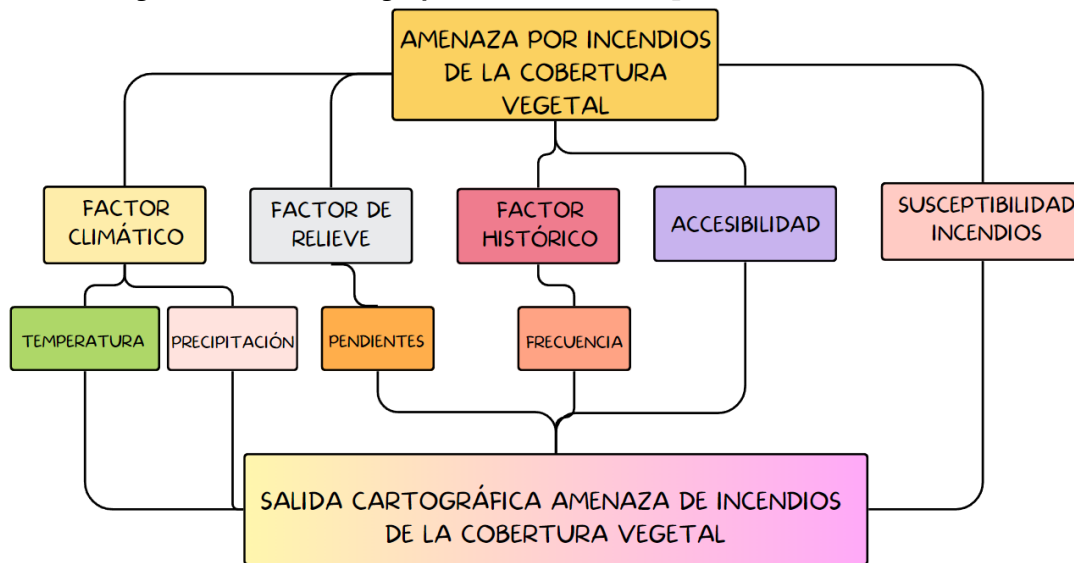 AMENAZA POR INCENDIOS
DE LA COBERTURA
VEGETAL
FACTOR
CLIMÁTICO
FACTOR DE
RELIEVE
FACTOR
HISTÓRICO
ACCESIBILIDAD
SUSCEPTIBILIDAD
INCENDIOS
TEMPERATURA
PRECIPITACIÓN
PENDIENTES
FRECUENCIA
SALIDA CARTOGRÁFICA AMENAZA DE INCENDIOS
DE LA COBERTURA VEGETAL